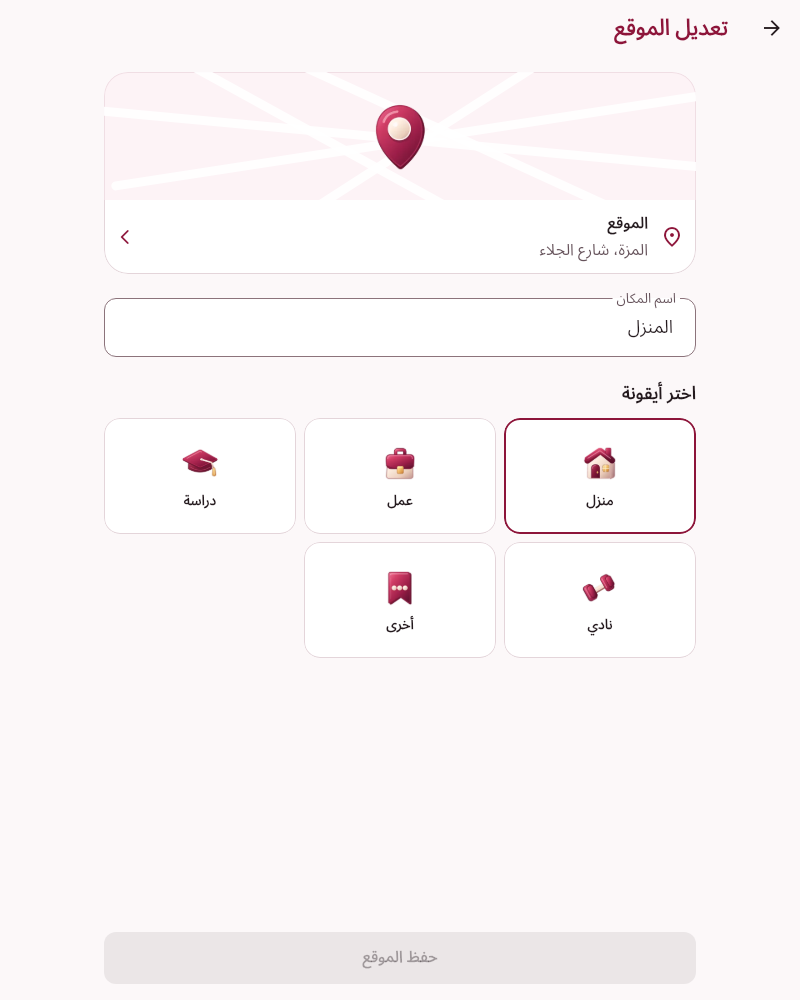 تعديل الموقع
الموقع
المزة، شارع الجلاء
اسم المكان
المنزل
اختر أيقونة
منزل
عمل
دراسة
نادي
أخرى
حفظ الموقع